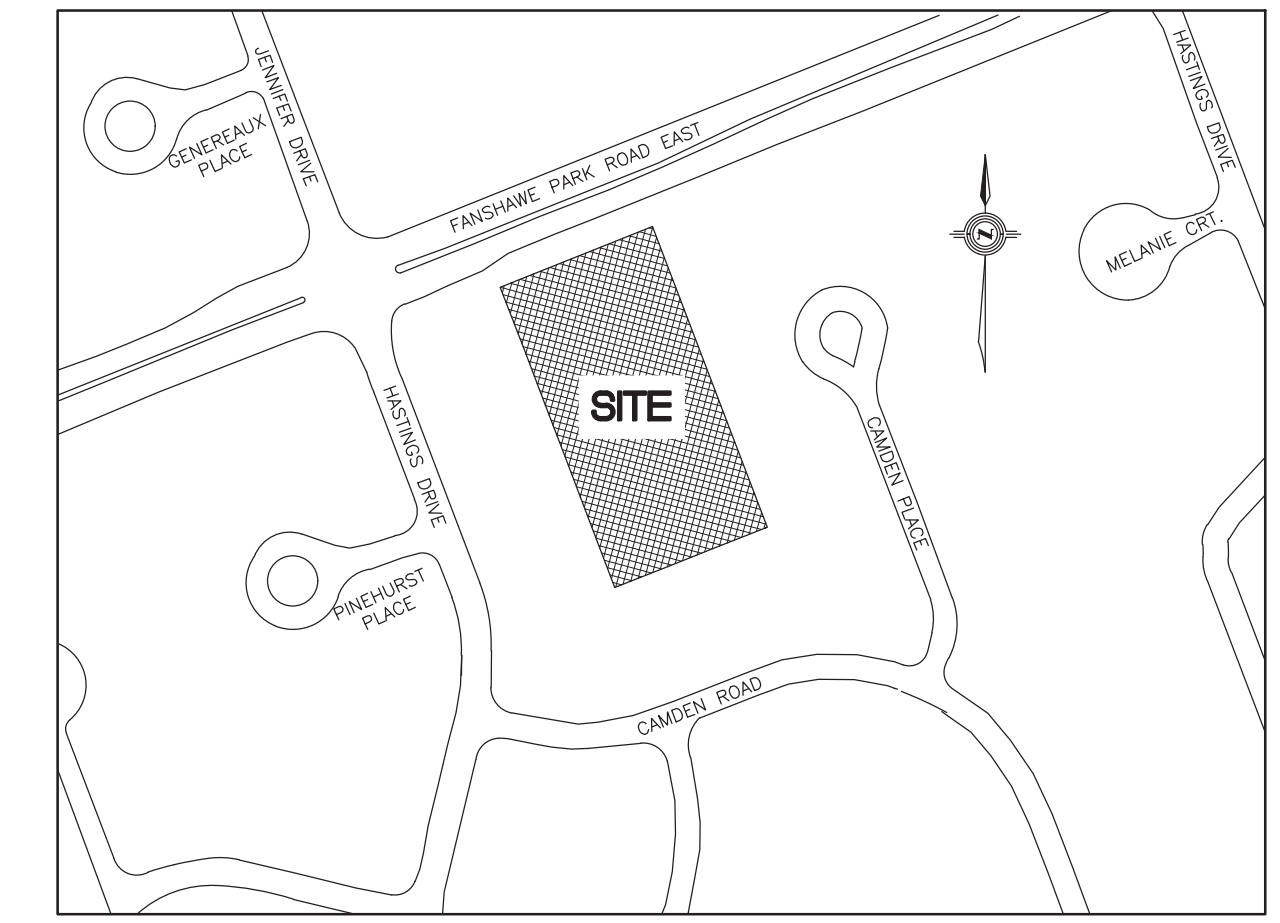 JENNIFER DRIVE
HASTINGS DRIVE
GENEREAUX
PLACE
FANSHAWE PARK ROAD EAST
MELANIE CRT.
N
SITE
HASTINGS DRIVE
CAMDEN PLACE
PINEHURST
PLACE
CAMDEN ROAD